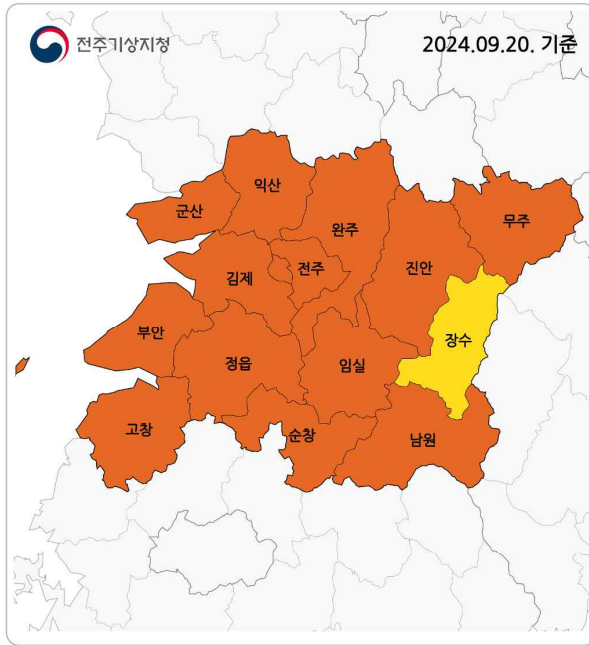 전주기상지청
2024.09.20. 기준
익산
군산
완주
무주
전주
진안
김제
부안
장수
정읍
임실
고창
순창
남원